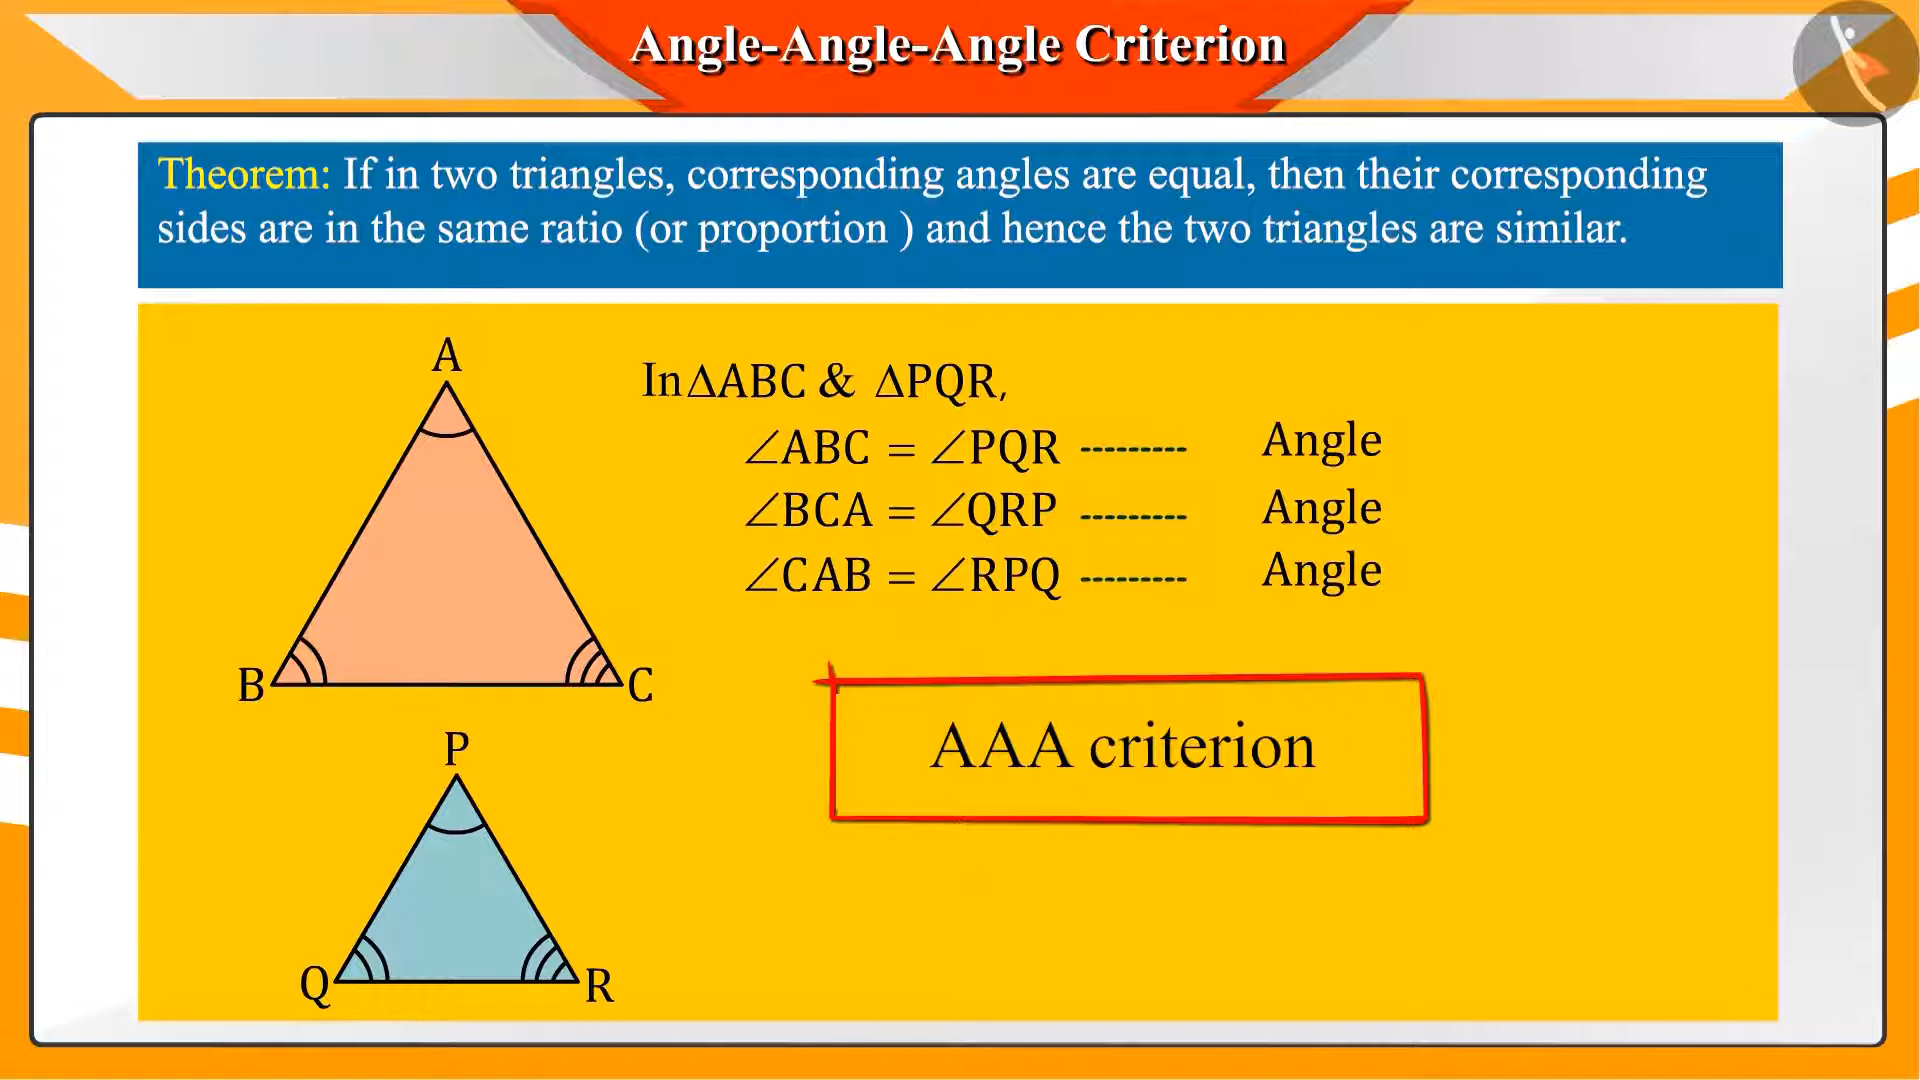 Angle-Angle-Angle Criterion
Theorem: If in two triangles, corresponding angles are equal, then their corresponding
sides are in the same ratio (or proportion ) and hence the two triangles are similar.
A
B
C
In ΔABC & ΔPQR,
∠ABC = ∠PQR --------- Angle
∠BCA = ∠QRP --------- Angle
∠CAB = ∠RPQ --------- Angle
AAA criterion
P
Q
R